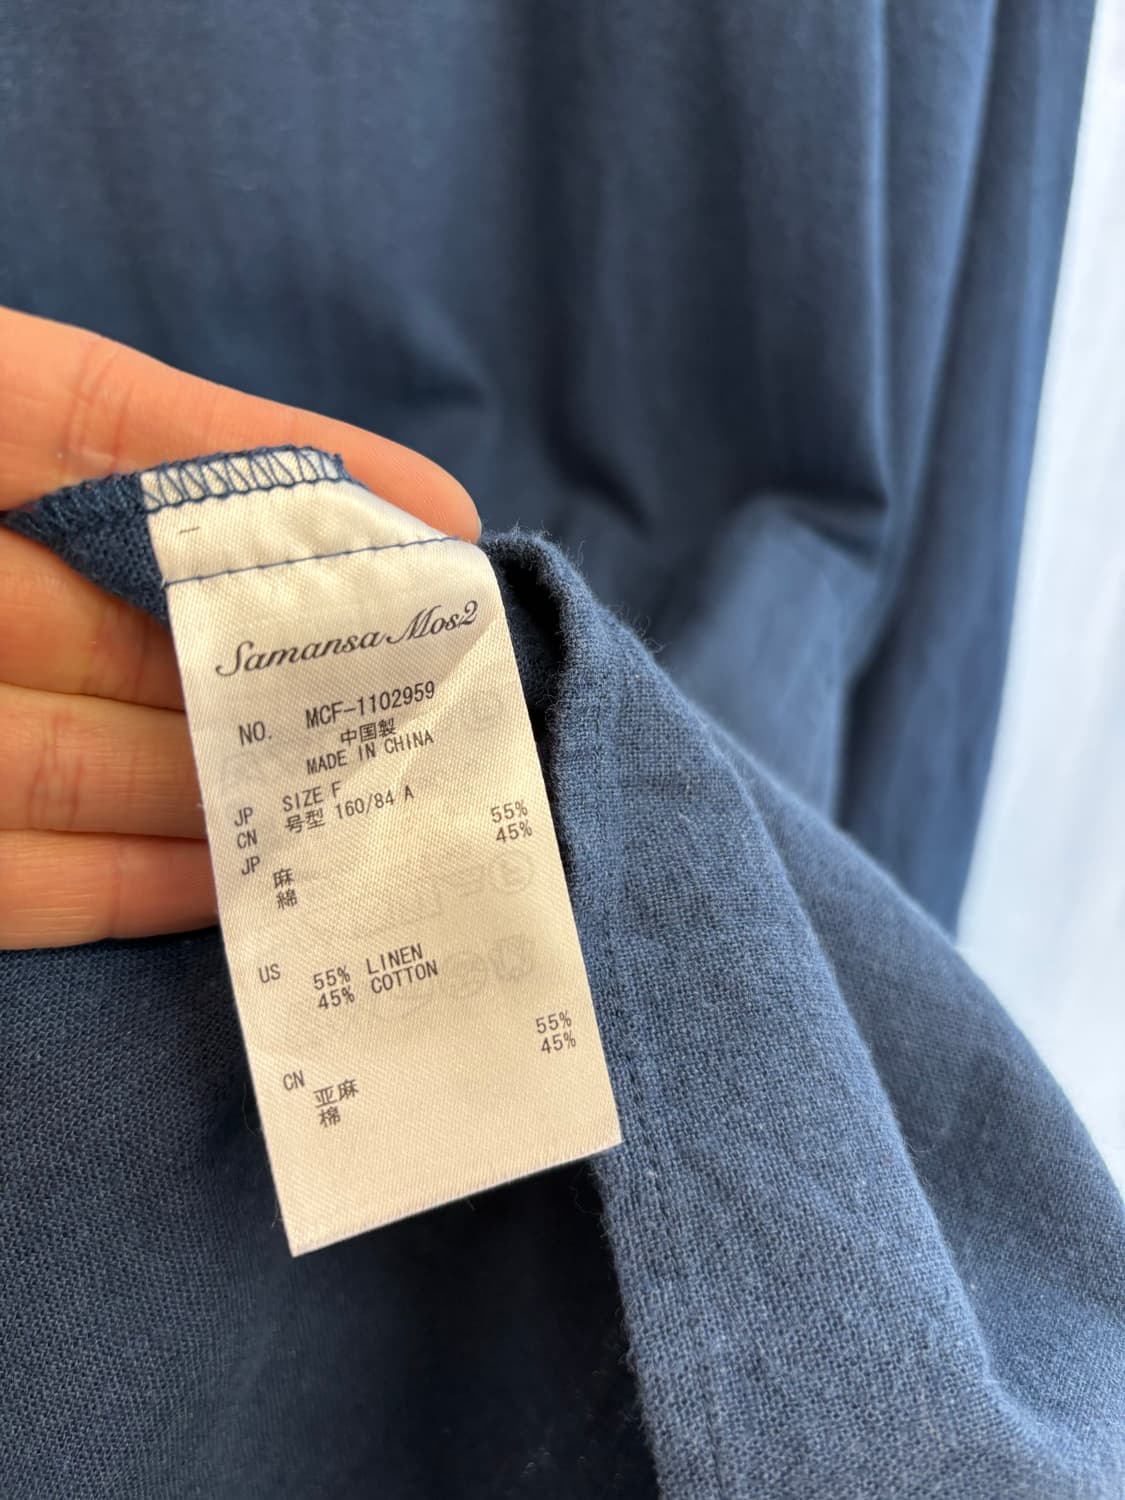 Samansa Mos2
NO. MCF-1102959
中国製
MADE IN CHINA
JP SIZE F
CN 号型 160/84 A
JP 麻 55%
綿 45%
US 55% LINEN
45% COTTON
CN 亚麻 55%
棉 45%